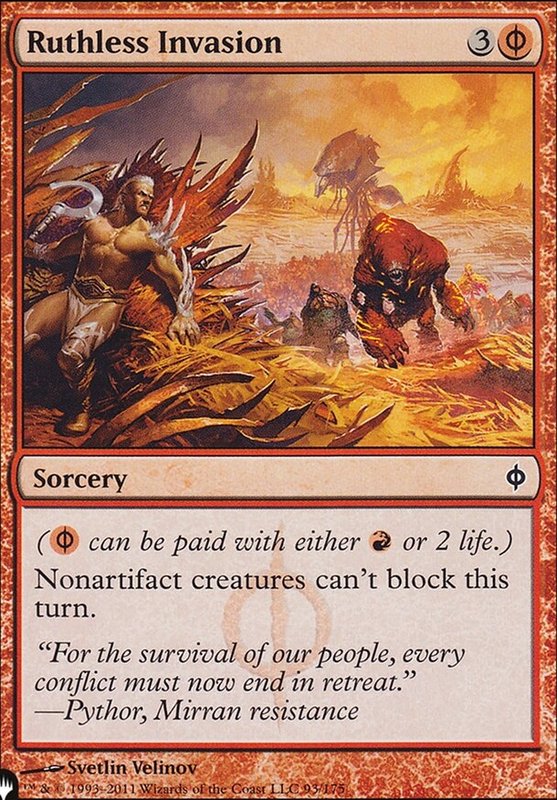 Ruthless Invasion 3
Sorcery
( can be paid with either or 2 life.)
Nonartifact creatures can't block this
turn.
“For the survival of our people, every
conflict must now end in retreat.”
—Pythor, Mirran resistance
Svetlin Velinov
™ & © 1993–2011 Wizards of the Coast LLC 93/175